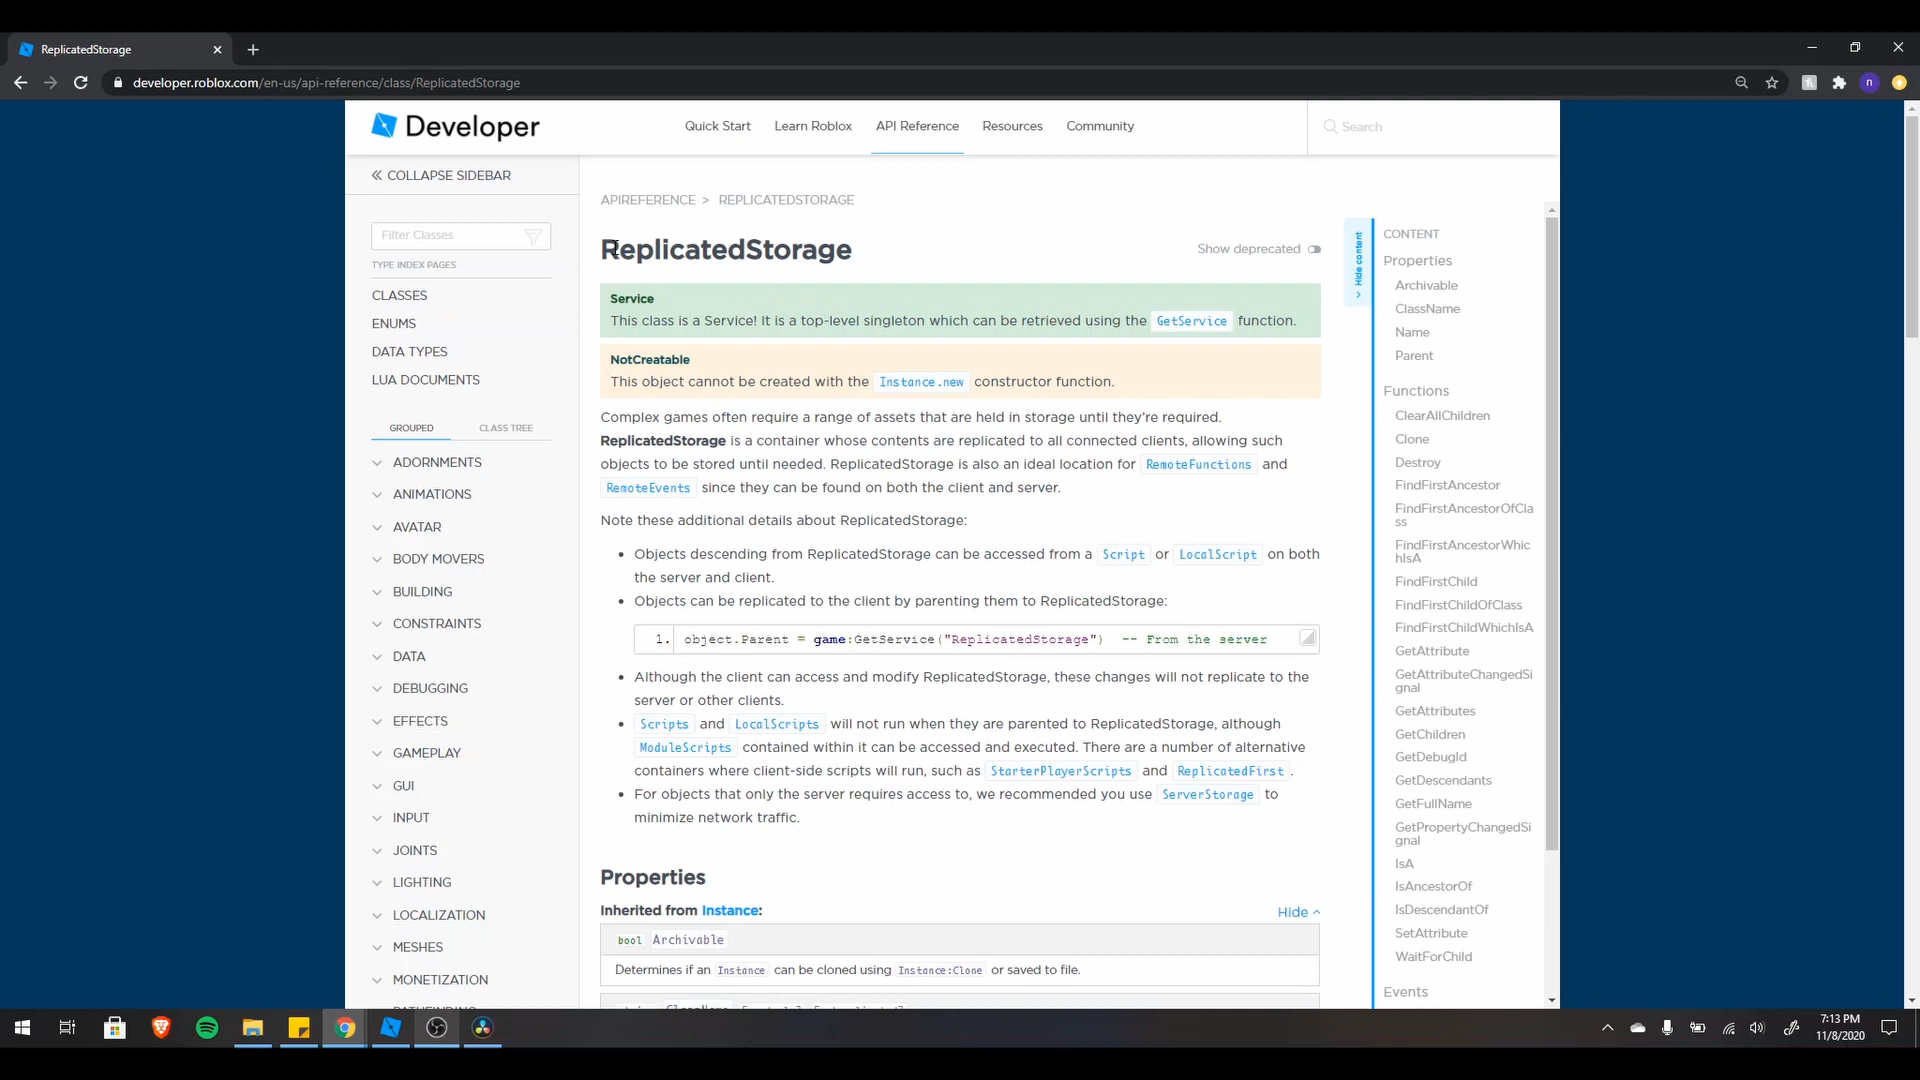 ReplicatedStorage
developer.roblox.com/en-us/api-reference/class/ReplicatedStorage
n
Developer
Quick Start
Learn Roblox
API Reference
Resources
Community
Search
COLLAPSE SIDEBAR
Filter Classes
TYPE INDEX PAGES
CLASSES
ENUMS
DATA TYPES
LUA DOCUMENTS
GROUPED
CLASS TREE
ADORNMENTS
ANIMATIONS
AVATAR
BODY MOVERS
BUILDING
CONSTRAINTS
DATA
DEBUGGING
EFFECTS
GAMEPLAY
GUI
INPUT
JOINTS
LIGHTING
LOCALIZATION
MESHES
MONETIZATION
APIREFERENCE > REPLICATEDSTORAGE
ReplicatedStorage
Show deprecated
Service
This class is a Service! It is a top-level singleton which can be retrieved using the GetService function.
NotCreatable
This object cannot be created with the Instance.new constructor function.
Complex games often require a range of assets that are held in storage until they're required.
ReplicatedStorage is a container whose contents are replicated to all connected clients, allowing such
objects to be stored until needed. ReplicatedStorage is also an ideal location for RemoteFunctions and
RemoteEvents since they can be found on both the client and server.
Note these additional details about ReplicatedStorage:
• Objects descending from ReplicatedStorage can be accessed from a Script or LocalScript on both
the server and client.
• Objects can be replicated to the client by parenting them to ReplicatedStorage:
1. object.Parent = game:GetService("ReplicatedStorage") -- From the server
• Although the client can access and modify ReplicatedStorage, these changes will not replicate to the
server or other clients.
• Scripts and LocalScripts will not run when they are parented to ReplicatedStorage, although
ModuleScripts contained within it can be accessed and executed. There are a number of alternative
containers where client-side scripts will run, such as StarterPlayerScripts and ReplicatedFirst.
• For objects that only the server requires access to, we recommended you use ServerStorage to
minimize network traffic.
Properties
Inherited from Instance:
Hide
bool Archivable
Determines if an Instance can be cloned using Instance:Clone or saved to file.
Hide content
CONTENT
Properties
Archivable
ClassName
Name
Parent
Functions
ClearAllChildren
Clone
Destroy
FindFirstAncestor
FindFirstAncestorOfCla
ss
FindFirstAncestorWhic
hIsA
FindFirstChild
FindFirstChildOfClass
FindFirstChildWhichIsA
GetAttribute
GetAttributeChangedSi
gnal
GetAttributes
GetChildren
GetDebugId
GetDescendants
GetFullName
GetPropertyChangedSi
gnal
IsA
IsAncestorOf
IsDescendantOf
SetAttribute
WaitForChild
Events
7:13 PM
11/8/2020